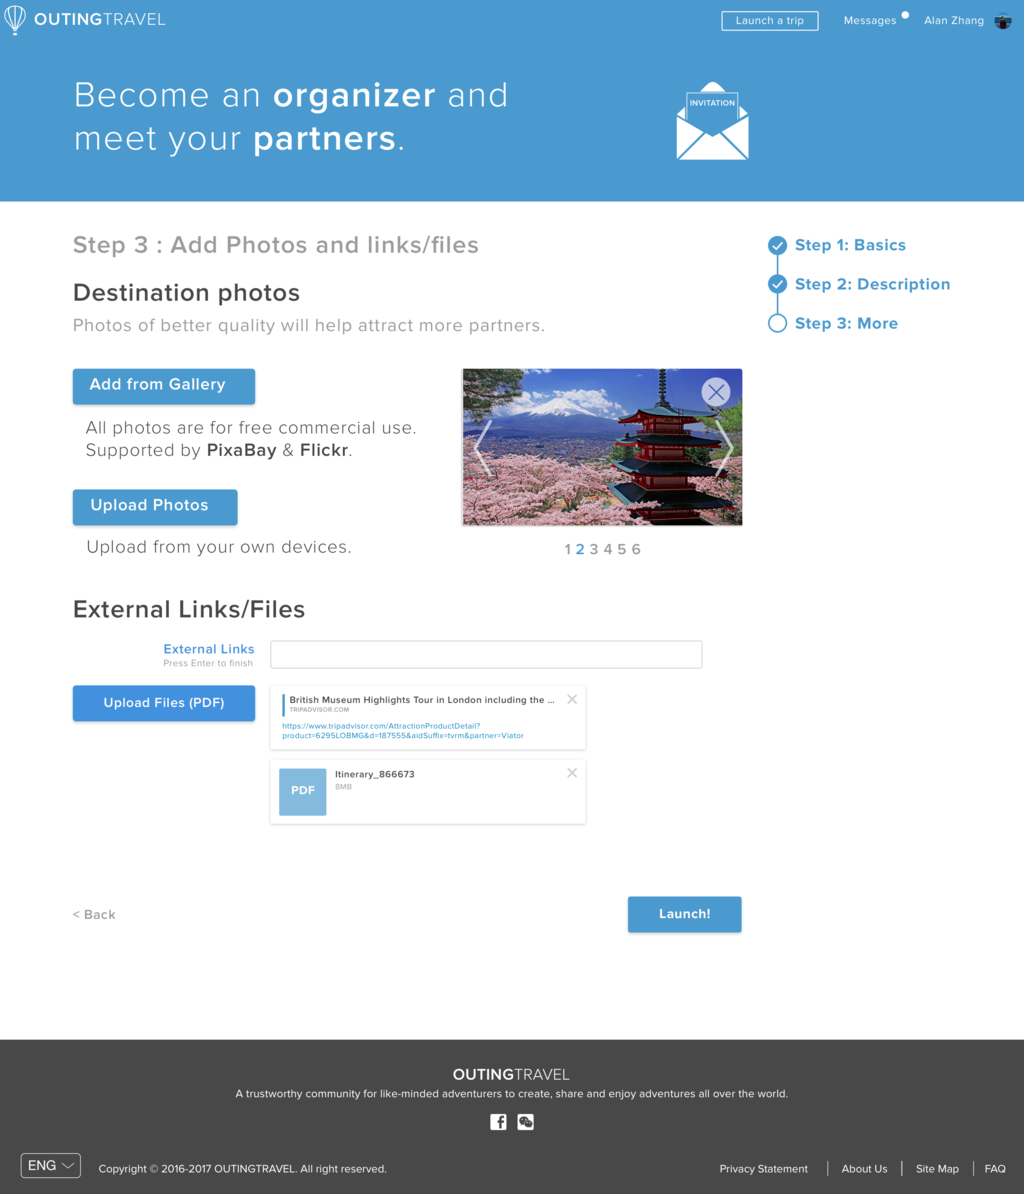 OUTINGTRAVEL
Launch a trip
Messages
Alan Zhang
Become an organizer and
meet your partners.
INVITATION
Step 3 : Add Photos and links/files
Step 1: Basics
Step 2: Description
Step 3: More
Destination photos
Photos of better quality will help attract more partners.
Add from Gallery
All photos are for free commercial use.
Supported by PixaBay & Flickr.
Upload Photos
Upload from your own devices.
1 2 3 4 5 6
External Links/Files
External Links
Press Enter to finish
Upload Files (PDF)
British Museum Highlights Tour in London including the ...
TRIPADVISOR.COM
https://www.tripadvisor.com/AttractionProductDetail?
product=6295LOBMG&d=187555&aidSuffix=tvrm&partner=Viator
PDF
Itinerary_866673
8MB
< Back
Launch!
OUTINGTRAVEL
A trustworthy community for like-minded adventurers to create, share and enjoy adventures all over the world.
ENG
Copyright © 2016-2017 OUTINGTRAVEL. All right reserved.
Privacy Statement
About Us
Site Map
FAQ